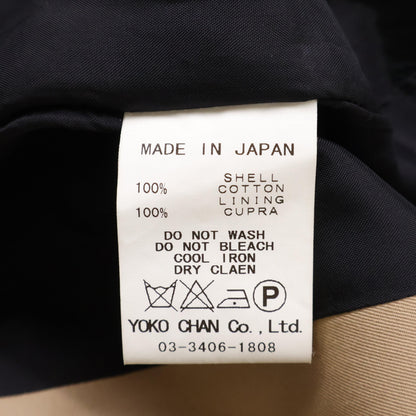 MADE IN JAPAN
SHELL
100% COTTON
LINING
100% CUPRA
DO NOT WASH
DO NOT BLEACH
COOL IRON
DRY CLAEN
P
YOKO CHAN Co., Ltd.
03-3406-1808